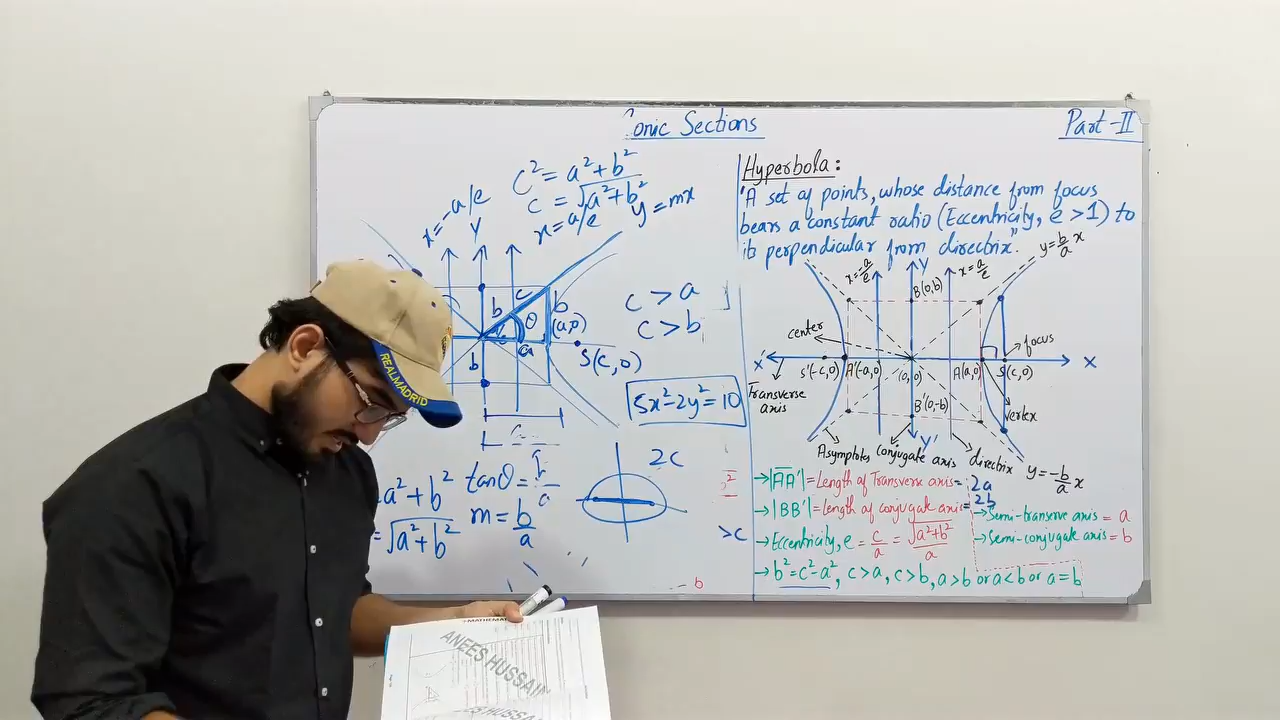 Conic Sections
Part-II
c² = a² + b²
c = √a² + b²
x = a/e
x = -a/e
Y
y = mx
b
c
b
θ
(a,0)
a
b
S(c,0)
c > a
c > b
5x² - 2y² = 10
2c
a² + b²
= √a² + b²
tanθ = b/a
m = b/a
>c
b
Hyperbola:
"A set of points, whose distance from focus
bears a constant ratio (Eccentricity, e > 1) to
its perpendicular from directrix".
y = b/a x
x = -a/e
Y
x = a/e
B(0,b)
center
focus
X'
X
S'(-c,0)
A'(-a,0)
(0,0)
A(a,0)
S(c,0)
Transverse
axis
B'(0,-b)
vertex
Y'
Asymptotes
conjugate axis
directrix
y = -b/a x
→|AA'| = Length of Transverse axis = 2a
→|BB'| = Length of conjugate axis = 2b
→Semi-transerve axis = a
→Semi-conjugate axis = b
→Eccentricity, e = c/a = √a²+b²/a
→b² = c² - a², c > a, c > b, a > b or a < b or a = b
REALMADRID
ANEES HUSSAIN